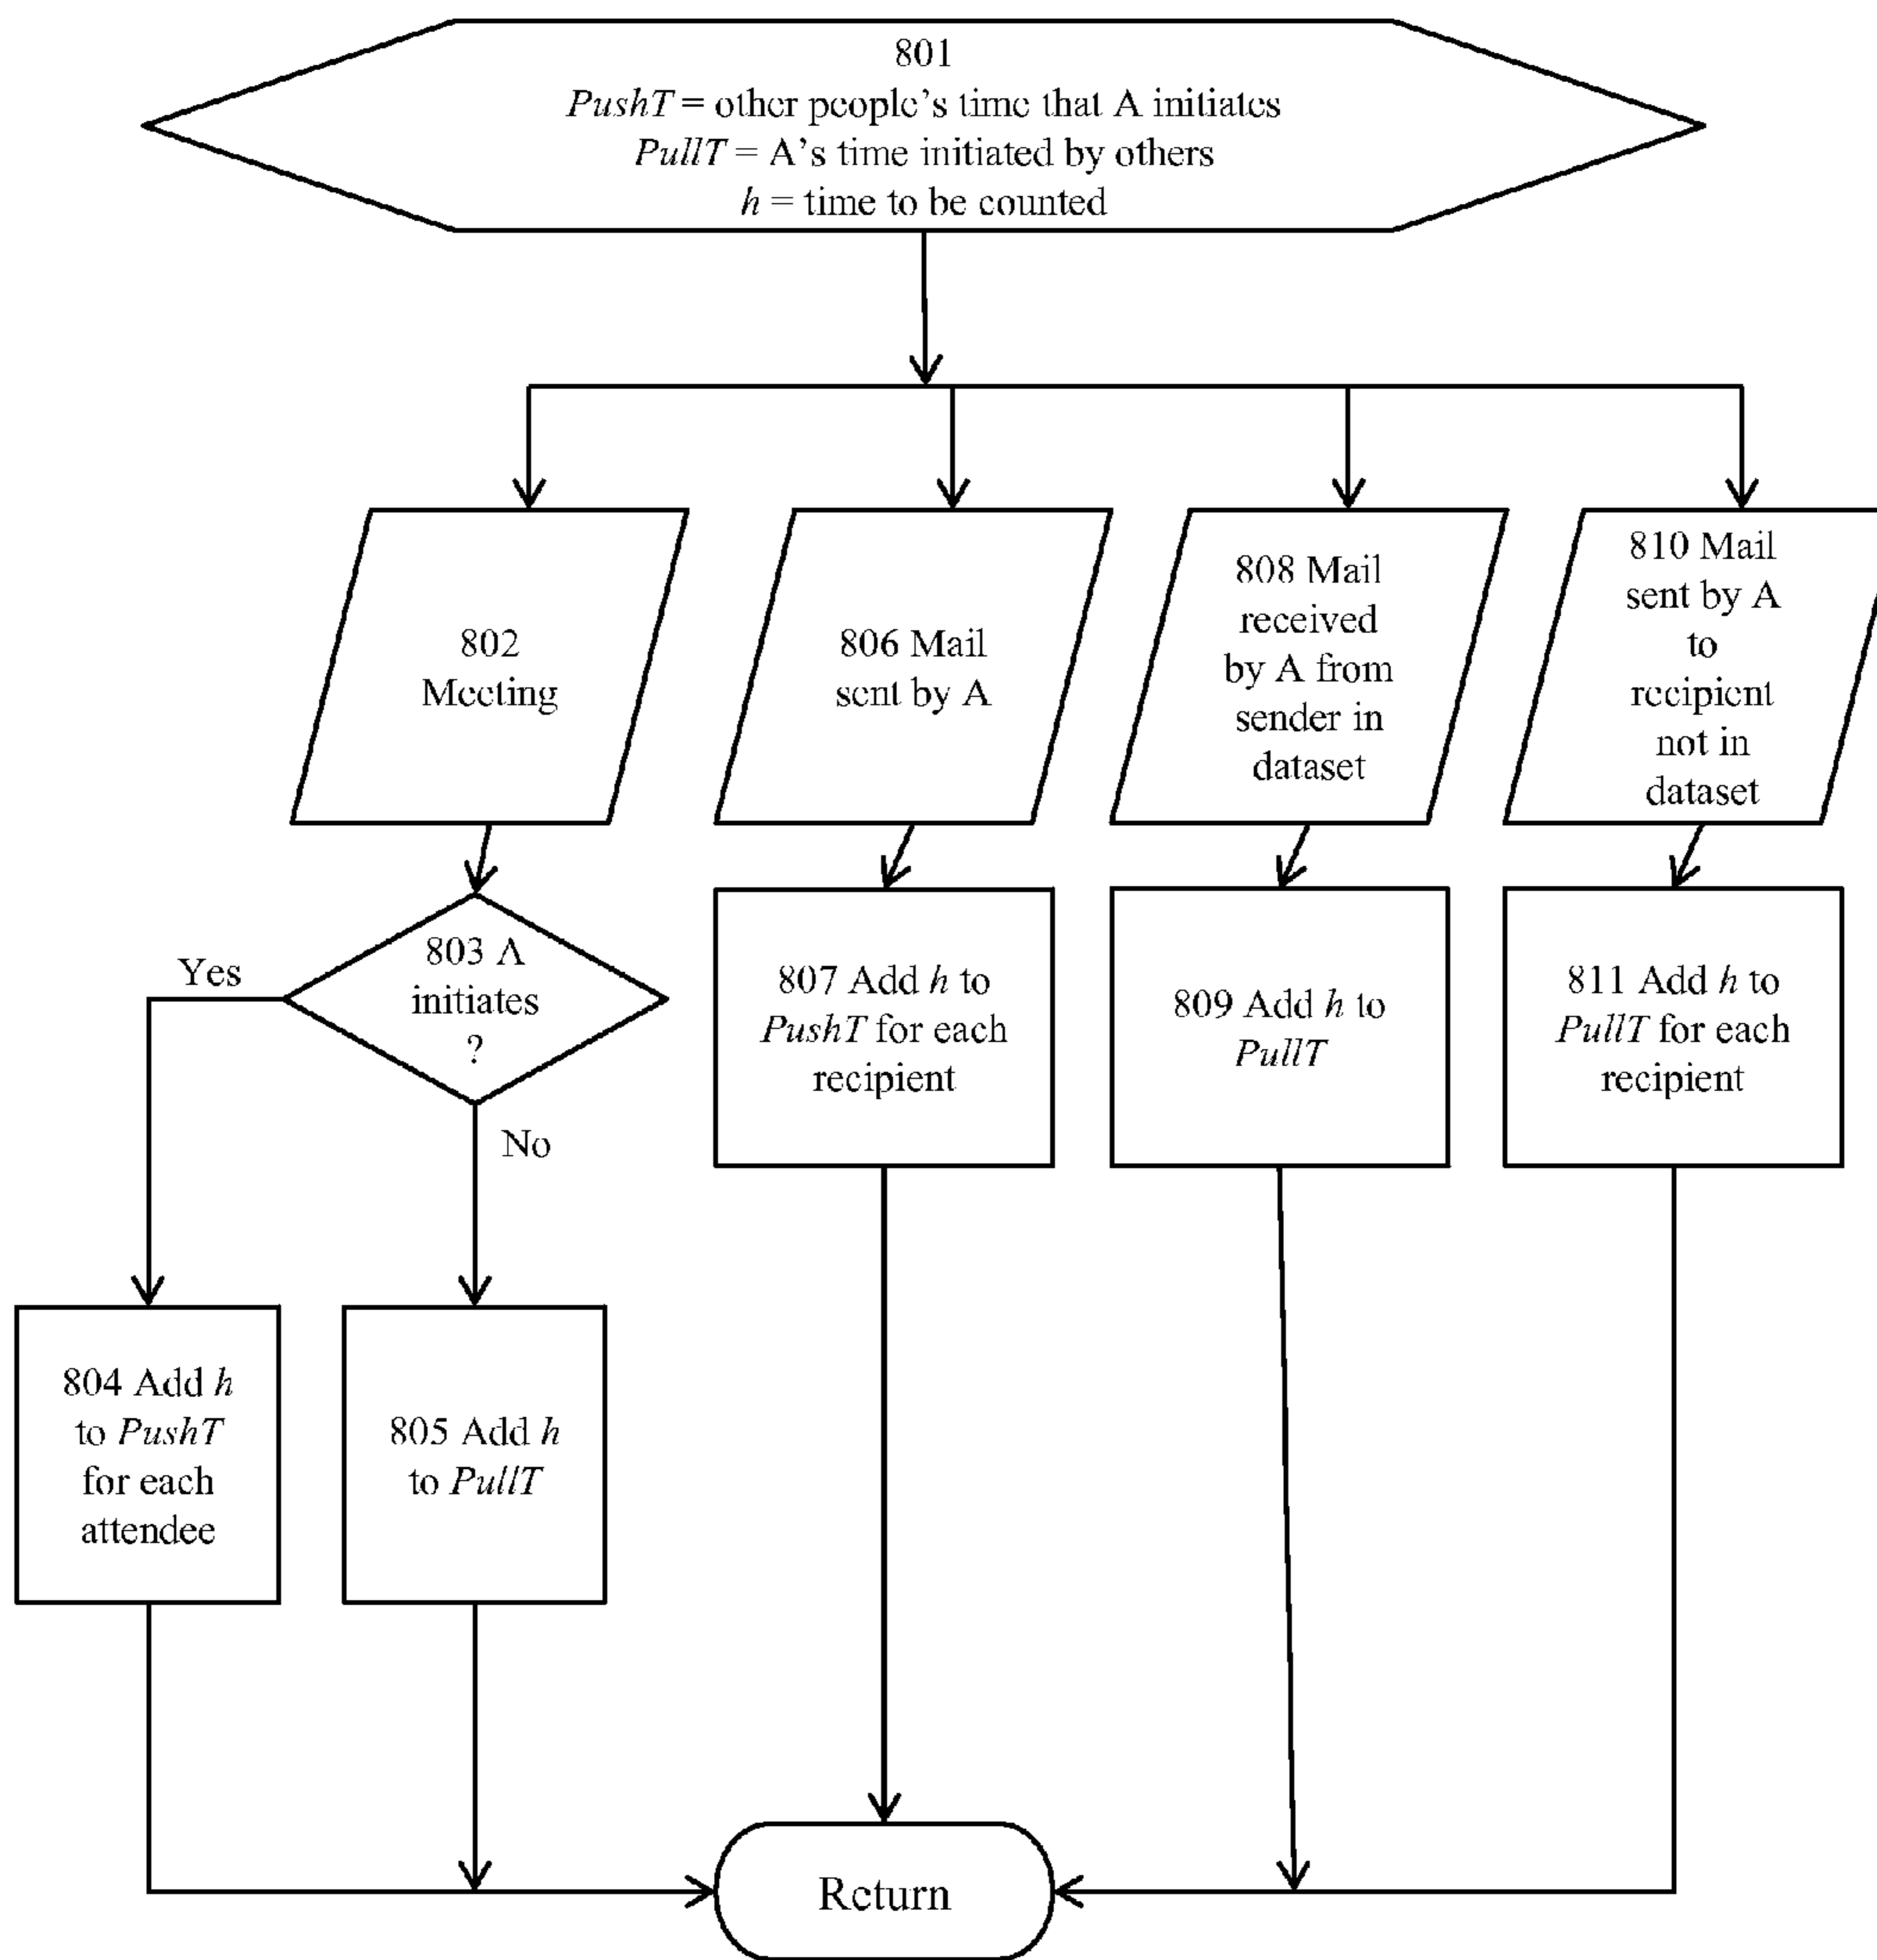 801
PushT = other people's time that A initiates
PullT = A's time initiated by others
h = time to be counted
802
Meeting
806 Mail
sent by A
808 Mail
received
by A from
sender in
dataset
810 Mail
sent by A
to
recipient
not in
dataset
803 A
initiates
?
Yes
No
807 Add h to
PushT for each
recipient
809 Add h to
PullT
811 Add h to
PullT for each
recipient
804 Add h
to PushT
for each
attendee
805 Add h
to PullT
Return